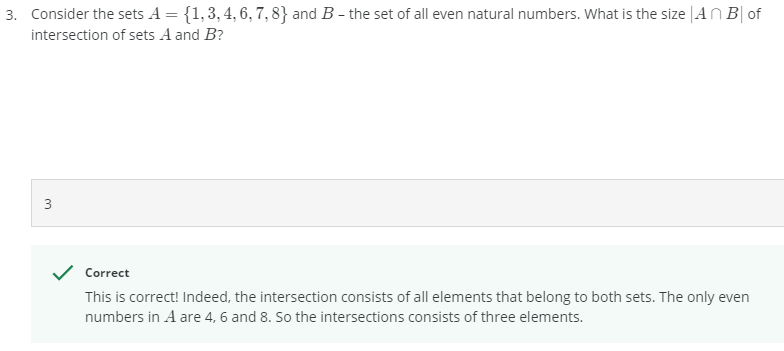 3. Consider the sets A = {1, 3, 4, 6, 7, 8} and B – the set of all even natural numbers. What is the size |A ∩ B| of
intersection of sets A and B?
3
Correct
This is correct! Indeed, the intersection consists of all elements that belong to both sets. The only even
numbers in A are 4, 6 and 8. So the intersections consists of three elements.